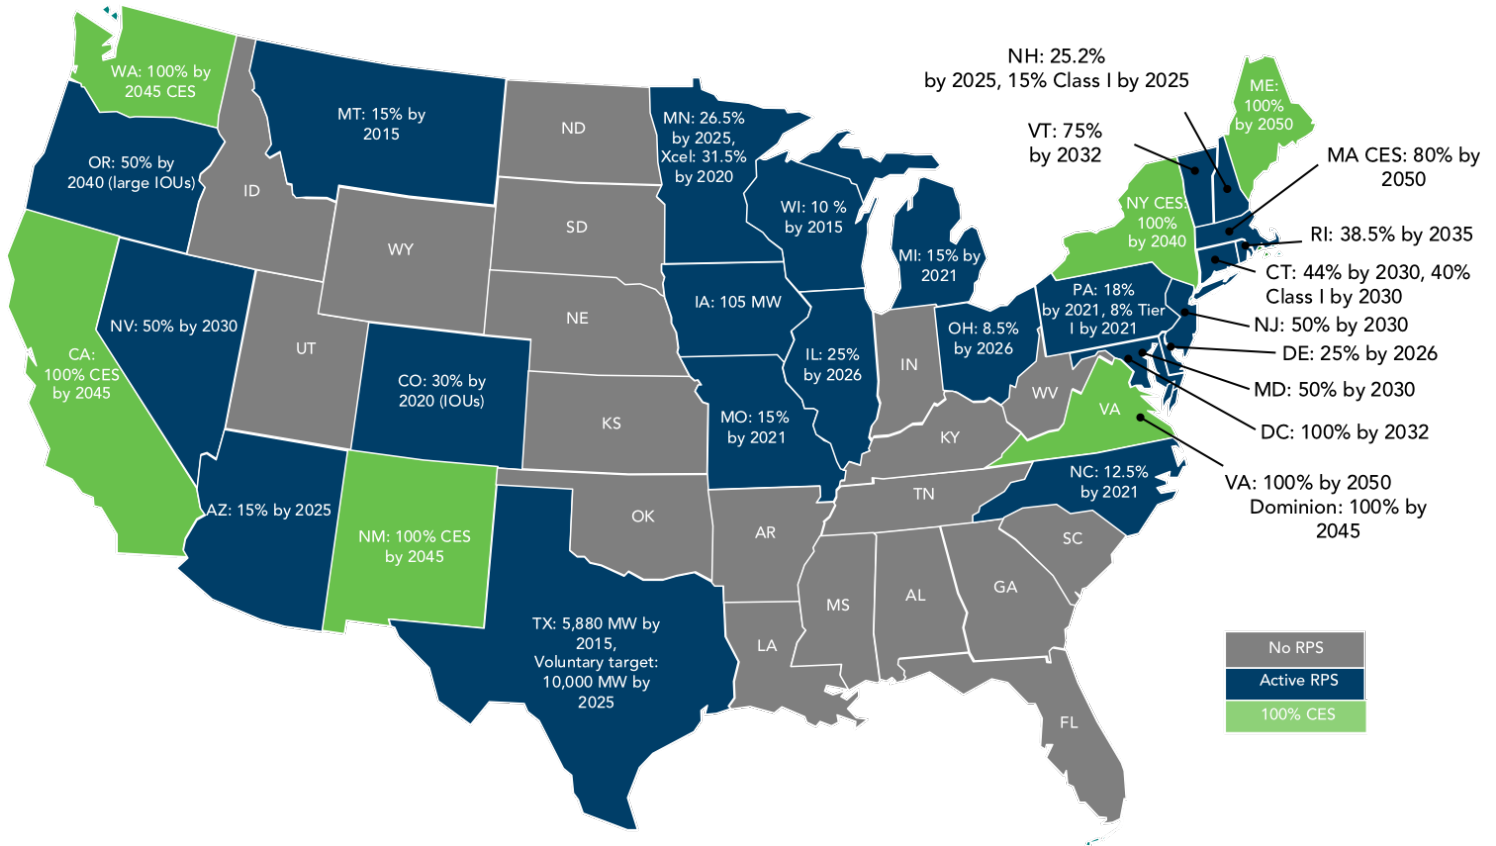 WA: 100% by
2045 CES
OR: 50% by
2040 (large IOUs)
CA:
100% CES
by 2045
NV: 50% by 2030
ID
MT: 15% by
2015
WY
UT
AZ: 15% by 2025
CO: 30% by
2020 (IOUs)
NM: 100% CES
by 2045
ND
SD
NE
KS
OK
TX: 5,880 MW by
2015,
Voluntary target:
10,000 MW by
2025
MN: 26.5%
by 2025,
Xcel: 31.5%
by 2020
IA: 105 MW
MO: 15%
by 2021
AR
LA
WI: 10 %
by 2015
IL: 25%
by 2026
MI: 15% by
2021
IN
OH: 8.5%
by 2026
KY
TN
MS
AL
GA
FL
SC
NC: 12.5%
by 2021
WV
VA
PA: 18%
by 2021, 8% Tier
I by 2021
NY CES:
100%
by 2040
ME:
100%
by 2050
NH: 25.2%
by 2025, 15% Class I by 2025
VT: 75%
by 2032
MA CES: 80% by
2050
RI: 38.5% by 2035
CT: 44% by 2030, 40%
Class I by 2030
NJ: 50% by 2030
DE: 25% by 2026
MD: 50% by 2030
DC: 100% by 2032
VA: 100% by 2050
Dominion: 100% by
2045
No RPS
Active RPS
100% CES